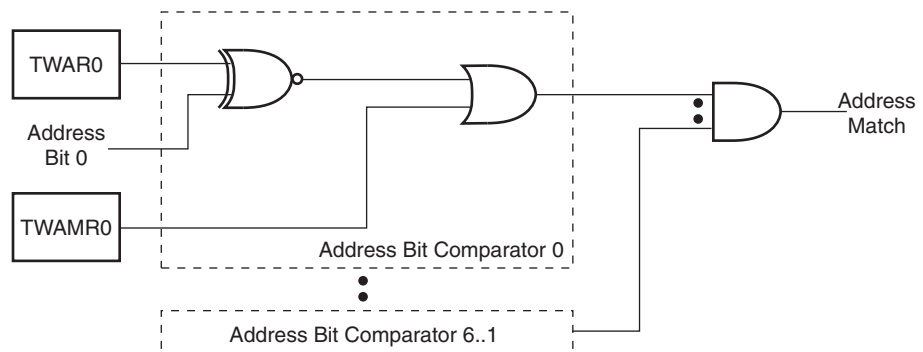 TWAR0
Address
Bit 0
TWAMR0
Address Bit Comparator 0
Address Bit Comparator 6..1
Address
Match